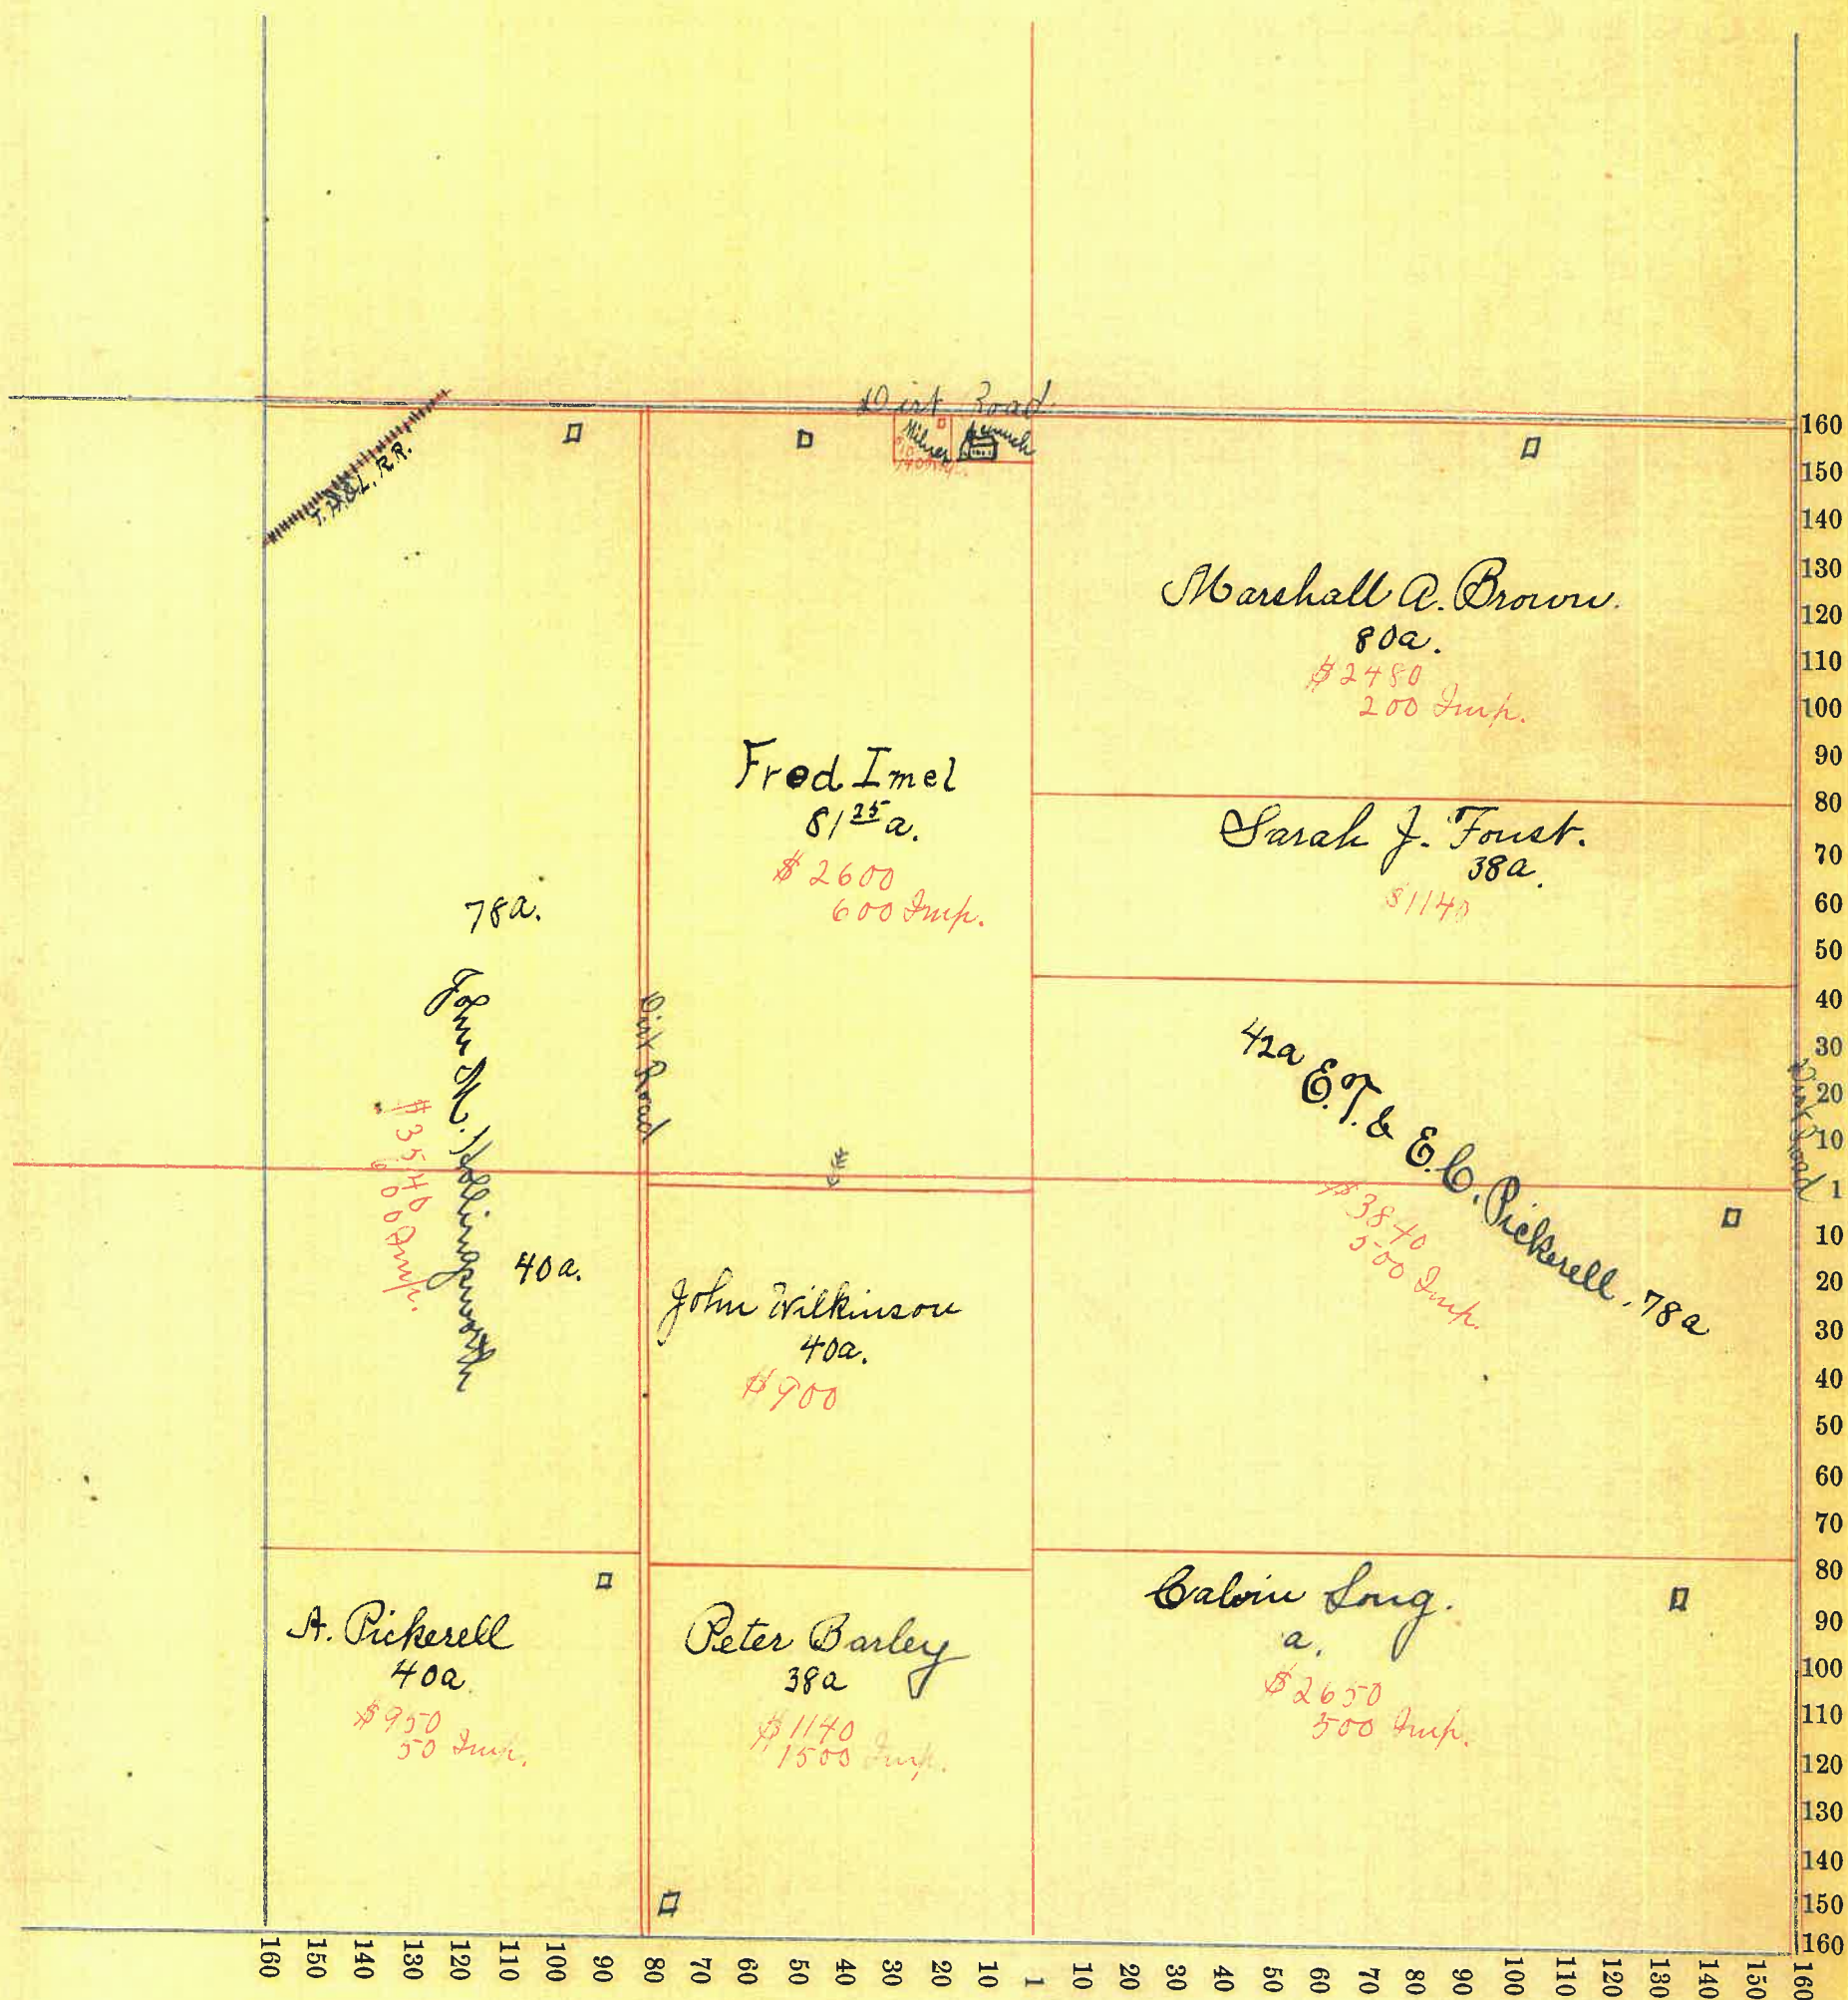 Dirt Road
Milner Church
T. H. & L. R.R.
Marshall A. Brown.
80a.
$2480
200 Imp.
Fred Imel
81 25 a.
$2600
600 Imp.
Sarah J. Foust.
38a.
$1140
78a.
John M. Hollingsworth
$3540
600 Imp.
40a.
Dirt Road
42a E. T. & E. C. Pickerell, 78a
$3840
500 Imp.
Dirt Road
John Wilkinson
40a.
$900
A. Pickerell
40a
$950
50 Imp.
Peter Barley
38a
$1140
1500 Imp.
Calvin Long.
a.
$2650
500 Imp.
160
150
140
130
120
110
100
90
80
70
60
50
40
30
20
10
1
10
20
30
40
50
60
70
80
90
100
110
120
130
140
150
160
160 150 140 130 120 110 100 90 80 70 60 50 40 30 20 10 1 10 20 30 40 50 60 70 80 90 100 110 120 130 140 150 160